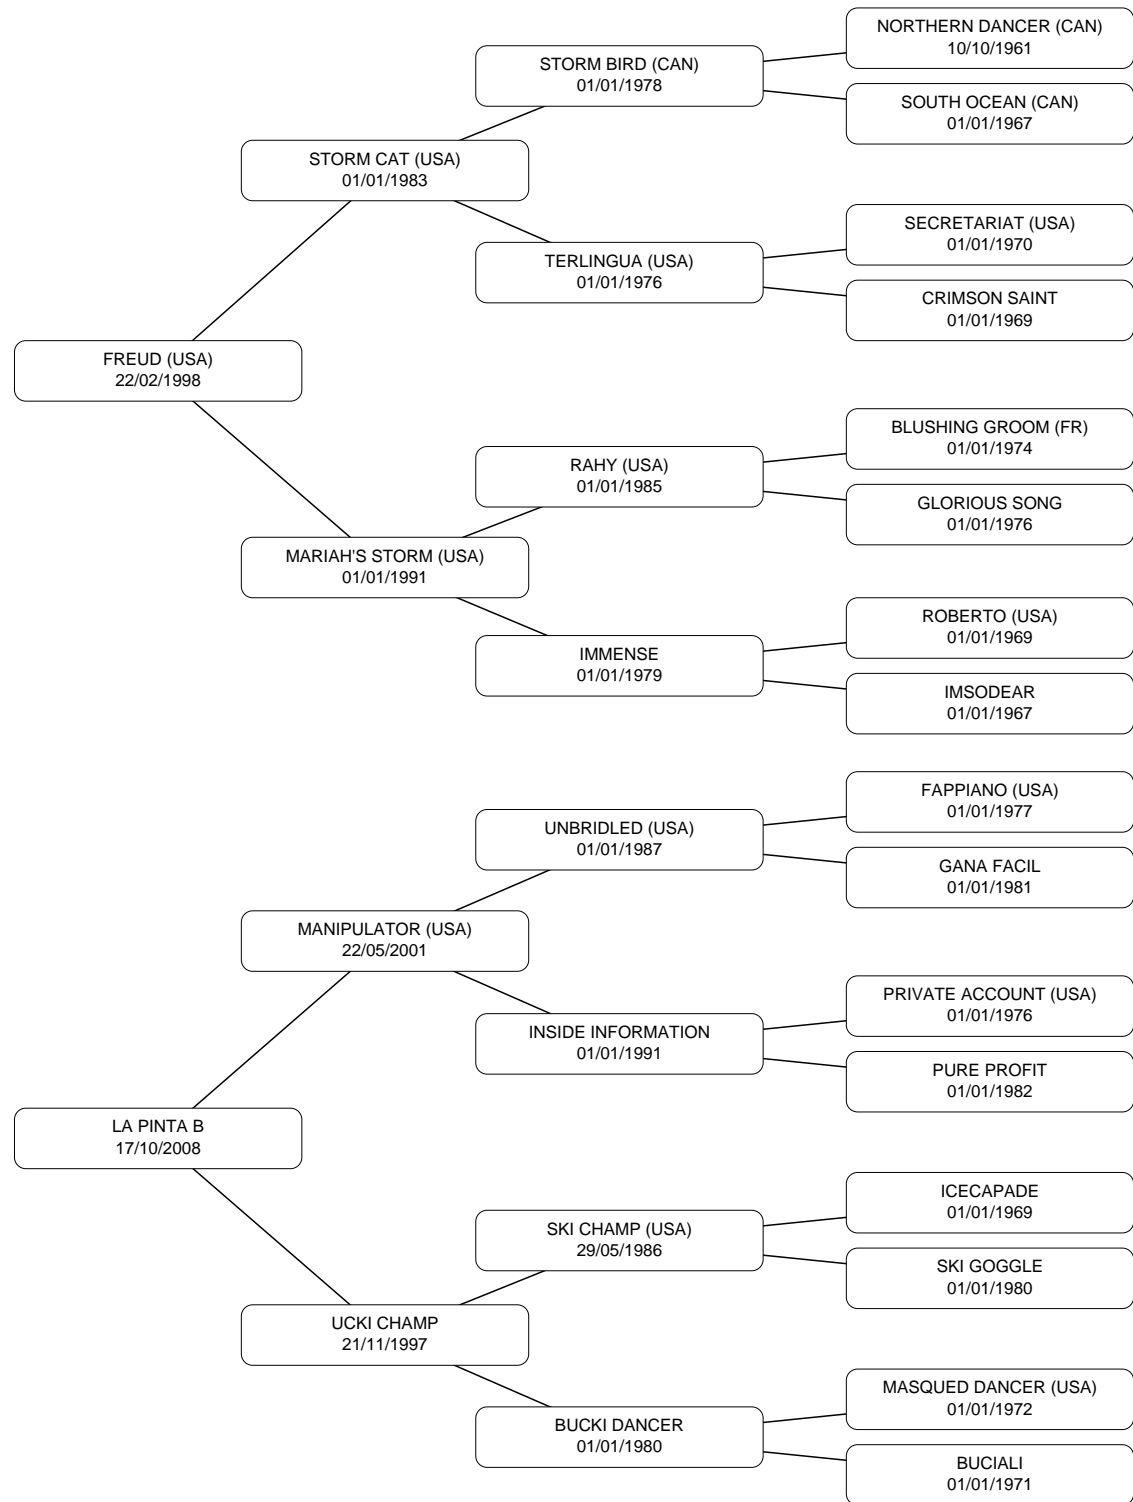 NORTHERN DANCER (CAN)
10/10/1961
STORM BIRD (CAN)
01/01/1978
SOUTH OCEAN (CAN)
01/01/1967
STORM CAT (USA)
01/01/1983
SECRETARIAT (USA)
01/01/1970
TERLINGUA (USA)
01/01/1976
CRIMSON SAINT
01/01/1969
FREUD (USA)
22/02/1998
BLUSHING GROOM (FR)
01/01/1974
RAHY (USA)
01/01/1985
GLORIOUS SONG
01/01/1976
MARIAH'S STORM (USA)
01/01/1991
ROBERTO (USA)
01/01/1969
IMMENSE
01/01/1979
IMSODEAR
01/01/1967
FAPPIANO (USA)
01/01/1977
UNBRIDLED (USA)
01/01/1987
GANA FACIL
01/01/1981
MANIPULATOR (USA)
22/05/2001
PRIVATE ACCOUNT (USA)
01/01/1976
INSIDE INFORMATION
01/01/1991
PURE PROFIT
01/01/1982
LA PINTA B
17/10/2008
ICECAPADE
01/01/1969
SKI CHAMP (USA)
29/05/1986
SKI GOGGLE
01/01/1980
UCKI CHAMP
21/11/1997
MASQUED DANCER (USA)
01/01/1972
BUCKI DANCER
01/01/1980
BUCIALI
01/01/1971